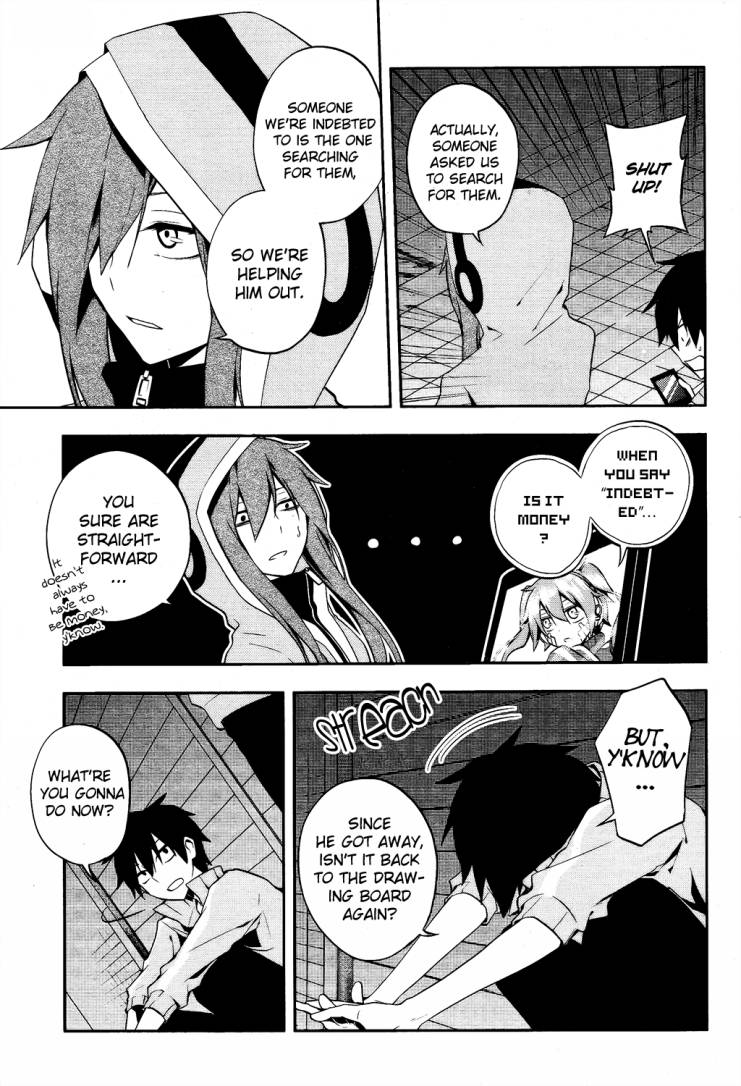 SHUT
UP!
ACTUALLY,
SOMEONE
ASKED US
TO SEARCH
FOR THEM.
SOMEONE
WE'RE INDEBTED
TO IS THE ONE
SEARCHING
FOR THEM,
SO WE'RE
HELPING
HIM OUT.
WHEN
YOU SAY
"INDEBT-
ED"...
IS IT
MONEY
?
...
YOU
SURE ARE
STRAIGHT-
FORWARD
...
It
doesn't
always
have to
be money,
y'know.
BUT,
Y'KNOW
...
streach
SINCE
HE GOT AWAY,
ISN'T IT BACK
TO THE DRAW-
ING BOARD
AGAIN?
WHAT'RE
YOU GONNA
DO NOW?